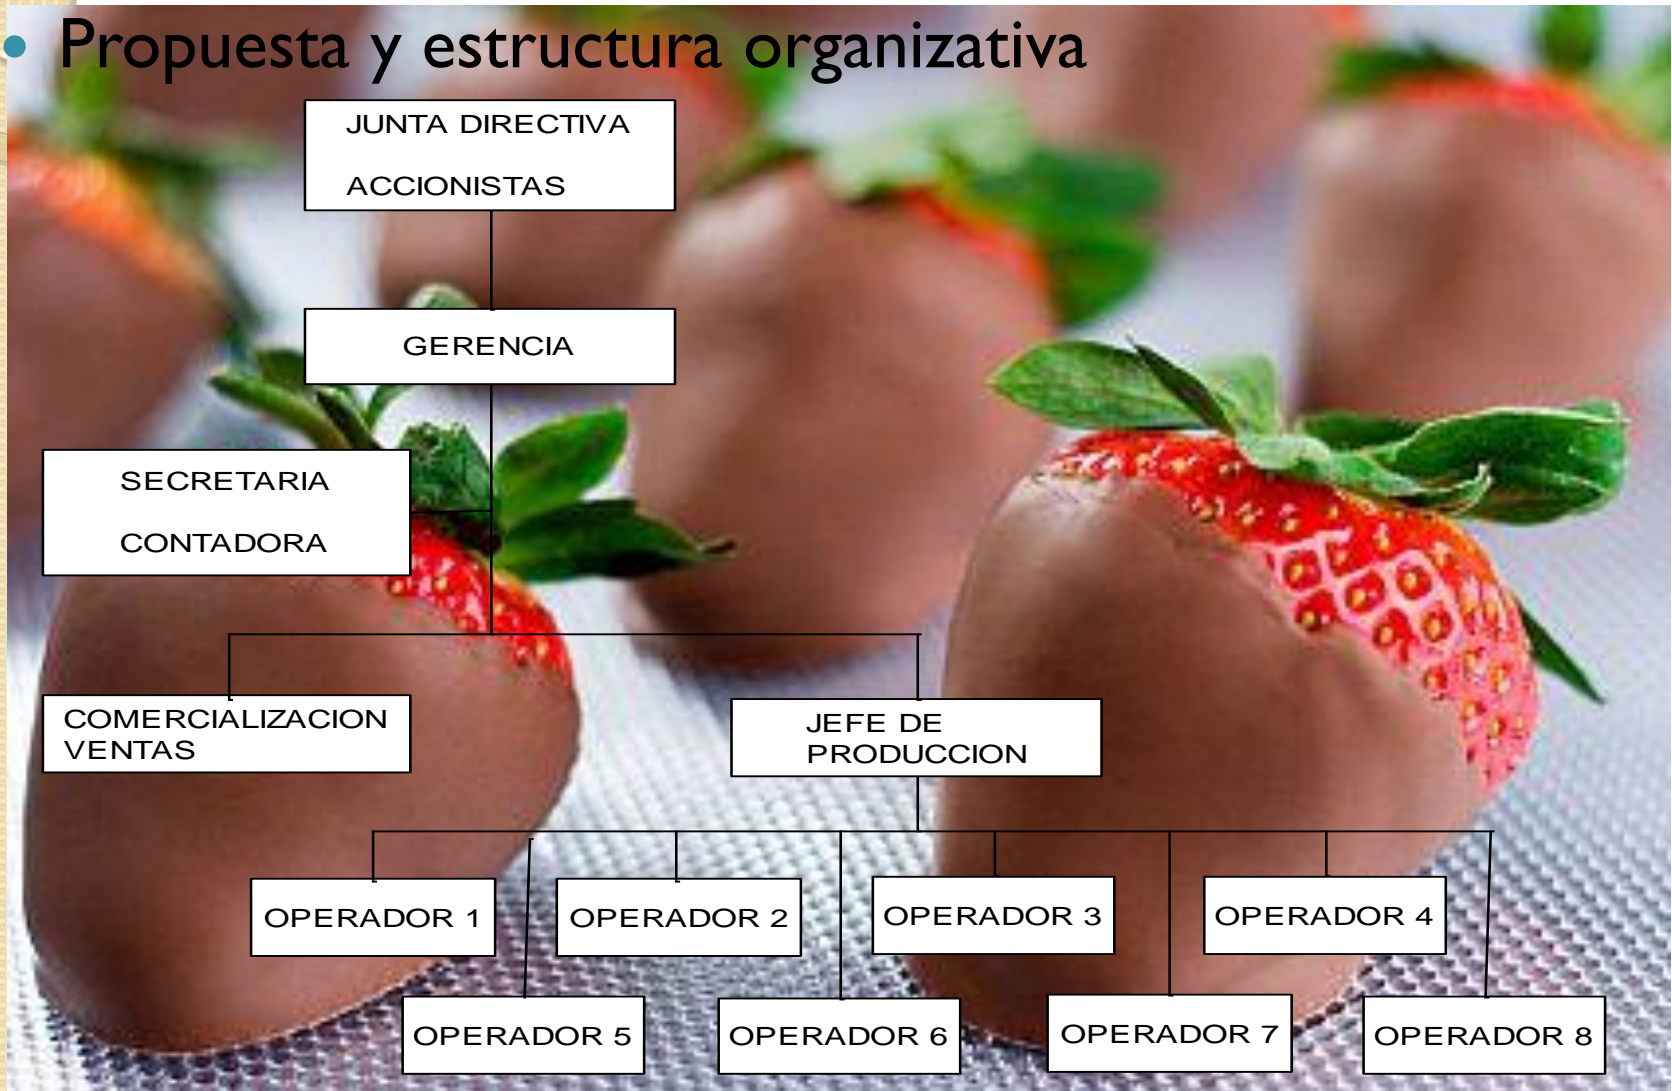 Propuesta y estructura organizativa
JUNTA DIRECTIVA
ACCIONISTAS
GERENCIA
SECRETARIA
CONTADORA
COMERCIALIZACION
VENTAS
JEFE DE
PRODUCCION
OPERADOR 1
OPERADOR 2
OPERADOR 3
OPERADOR 4
OPERADOR 5
OPERADOR 6
OPERADOR 7
OPERADOR 8